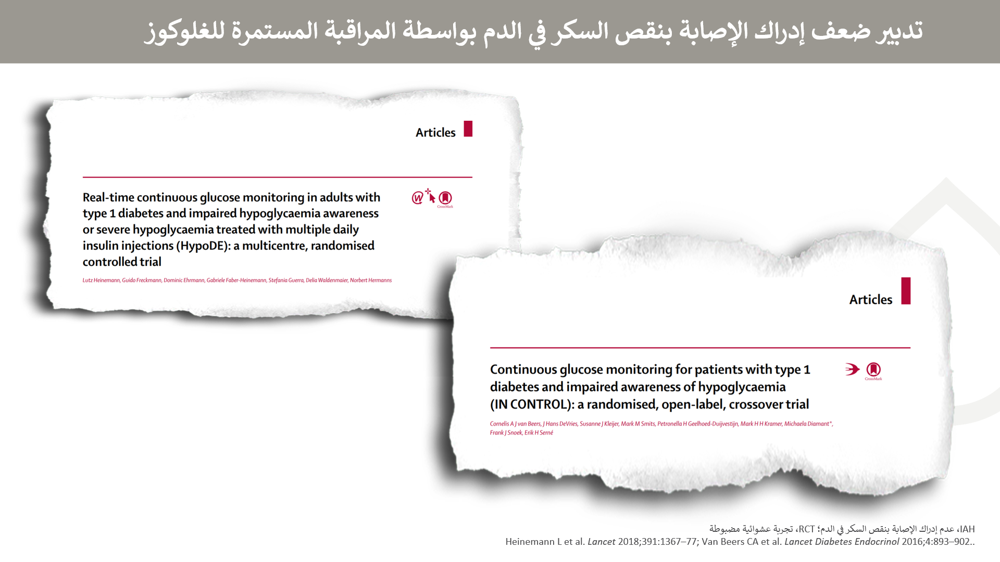 تدبير ضعف إدراك الإصابة بنقص السكر في الدم بواسطة المراقبة المستمرة للغلوكوز
Articles
Real-time continuous glucose monitoring in adults with
type 1 diabetes and impaired hypoglycaemia awareness
or severe hypoglycaemia treated with multiple daily
insulin injections (HypoDE): a multicentre, randomised
controlled trial
CrossMark
Lutz Heinemann, Guido Freckmann, Dominic Ehrmann, Gabriele Faber-Heinemann, Stefania Guerra, Delia Waldenmaier, Norbert Hermanns
Articles
Continuous glucose monitoring for patients with type 1
diabetes and impaired awareness of hypoglycaemia
(IN CONTROL): a randomised, open-label, crossover trial
CrossMark
Cornelis A J van Beers, J Hans DeVries, Susanne J Kleijer, Mark M Smits, Petronella H Geelhoed-Duijvestijn, Mark H H Kramer, Michaela Diamant*,
Frank J Snoek, Erik H Serné
IAH، عدم إدراك الإصابة بنقص السكر في الدم؛ RCT، تجربة عشوائية مضبوطة
Heinemann L et al. Lancet 2018;391:1367–77; Van Beers CA et al. Lancet Diabetes Endocrinol 2016;4:893–902..